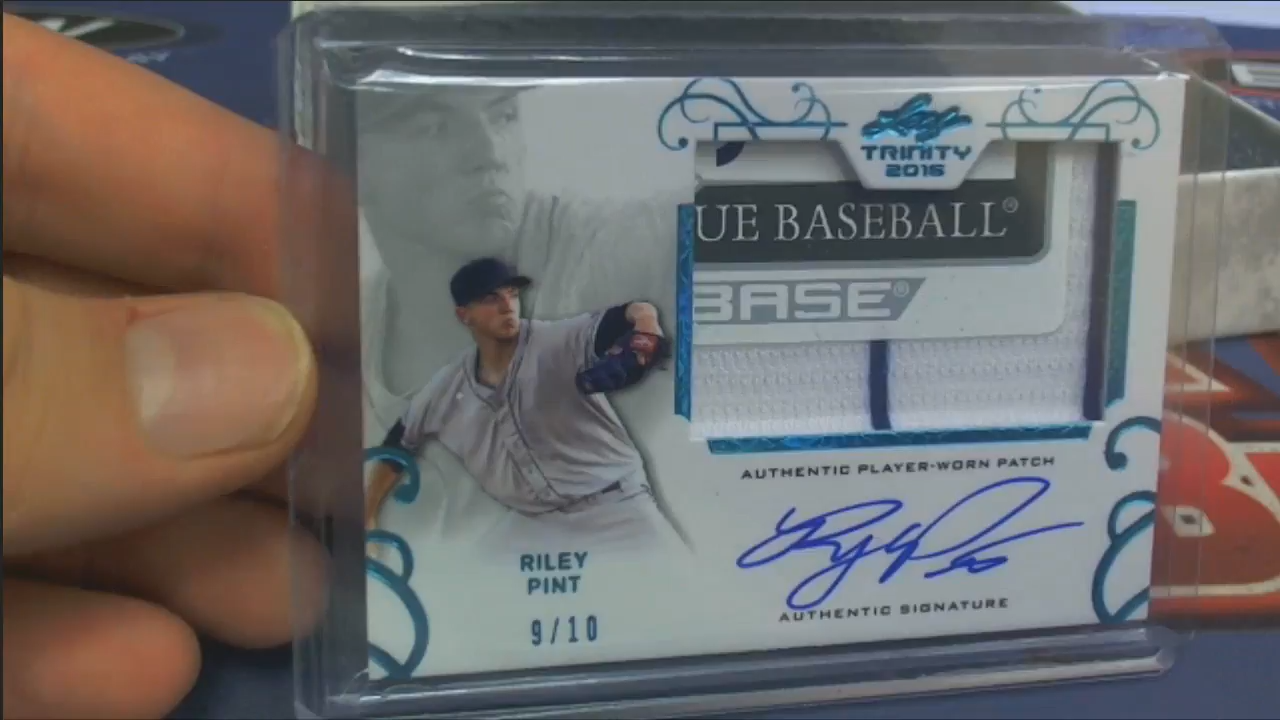 Leaf
TRINITY
2016
UE BASEBALL®
BASE®
AUTHENTIC PLAYER-WORN PATCH
RILEY
PINT
AUTHENTIC SIGNATURE
9/10